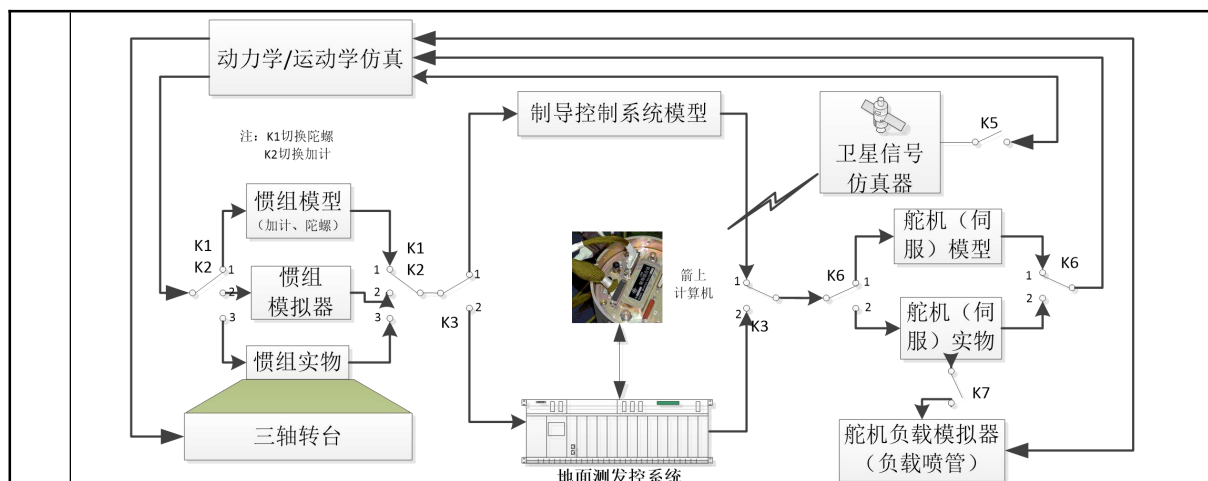 动力学/运动学仿真
注：K1切换陀螺
K2切换加计
制导控制系统模型
卫星信号
仿真器
K5
惯组模型
（加计、陀螺）
K1
K2
1
2
3
惯组
模拟器
惯组实物
三轴转台
K1
K2
1
2
3
1
2
K3
箭上
计算机
地面测发控系统
1
2
K3
K6
1
2
舵机（伺
服）模型
舵机（伺
服）实物
1
2
K6
K7
舵机负载模拟器
（负载喷管）